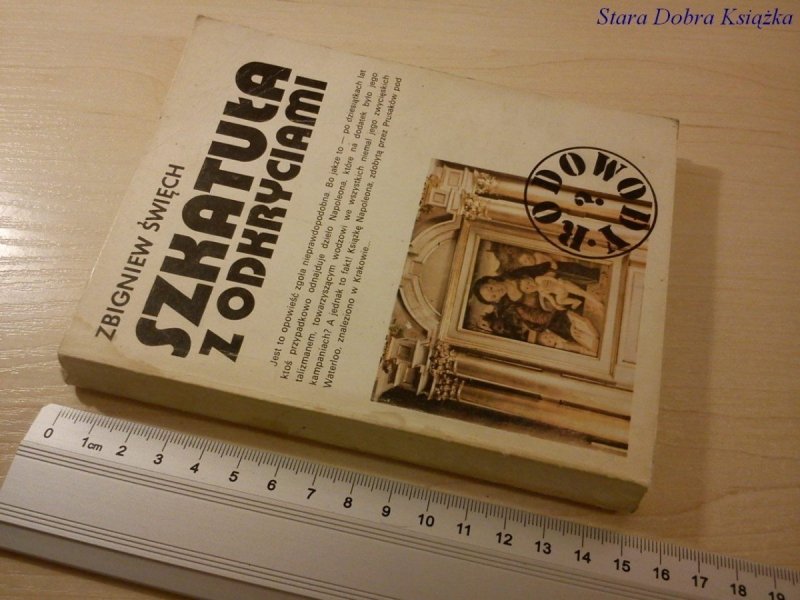 Stara Dobra Książka
ZBIGNIEW ŚWIĘCH
SZKATUŁA
Z ODKRYCIAMI
Jest to opowieść zgoła nieprawdopodobna. Bo jakże to — po dziesiątkach lat
ktoś przypadkowo odnajduje dzieło Napoleona, które na dodatek było jego
talizmanem, towarzyszącym wodzowi we wszystkich niemal jego zwycięskich
kampaniach? A jednak to fakt! Książkę Napoleona, zdobytą przez Prusaków pod
Waterloo, znaleziono w Krakowie...
RODOWODY
0 1cm 2 3 4 5 6 7 8 9 10 11 12 13 14 15 16 17 18 19